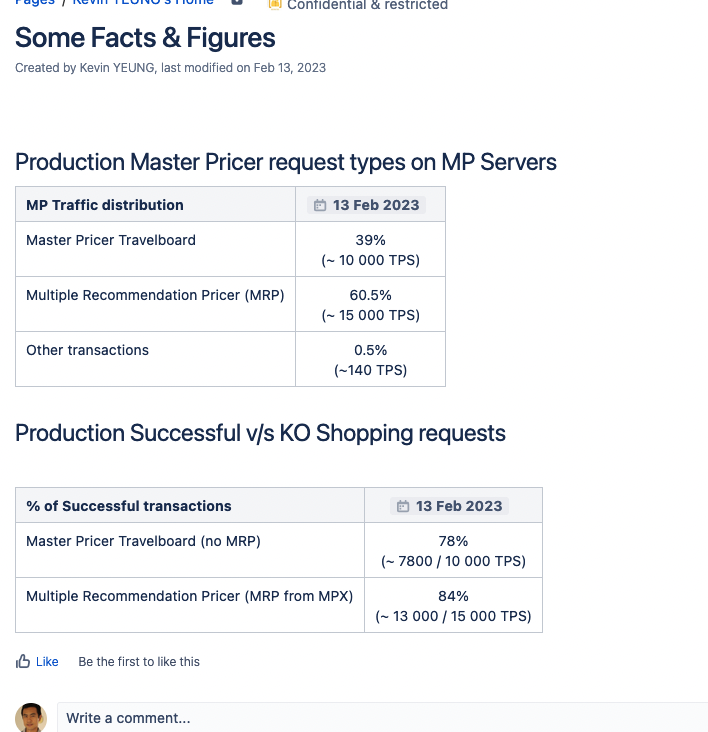 Pages / Kevin YEUNG's Home
Confidential & restricted
Some Facts & Figures
Created by Kevin YEUNG, last modified on Feb 13, 2023
Production Master Pricer request types on MP Servers
MP Traffic distribution
13 Feb 2023
Master Pricer Travelboard
39%
(~ 10 000 TPS)
Multiple Recommendation Pricer (MRP)
60.5%
(~ 15 000 TPS)
Other transactions
0.5%
(~140 TPS)
Production Successful v/s KO Shopping requests
% of Successful transactions
13 Feb 2023
Master Pricer Travelboard (no MRP)
78%
(~ 7800 / 10 000 TPS)
Multiple Recommendation Pricer (MRP from MPX)
84%
(~ 13 000 / 15 000 TPS)
Like
Be the first to like this
Write a comment...